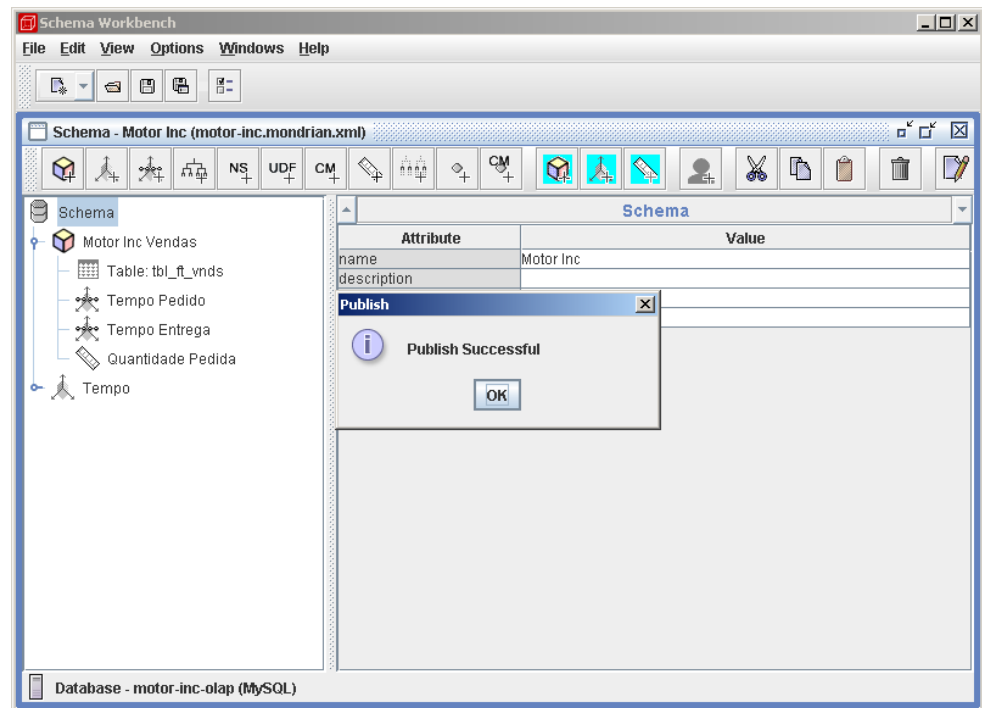 Schema Workbench
File Edit View Options Windows Help
Schema - Motor Inc (motor-inc.mondrian.xml)
NS UDF CM CM
Schema
Schema
Attribute Value
Motor Inc Vendas
name Motor Inc
Table: tbl_ft_vnds
description
Tempo Pedido
Publish
Tempo Entrega
Publish Successful
Quantidade Pedida
Tempo
OK
Database - motor-inc-olap (MySQL)